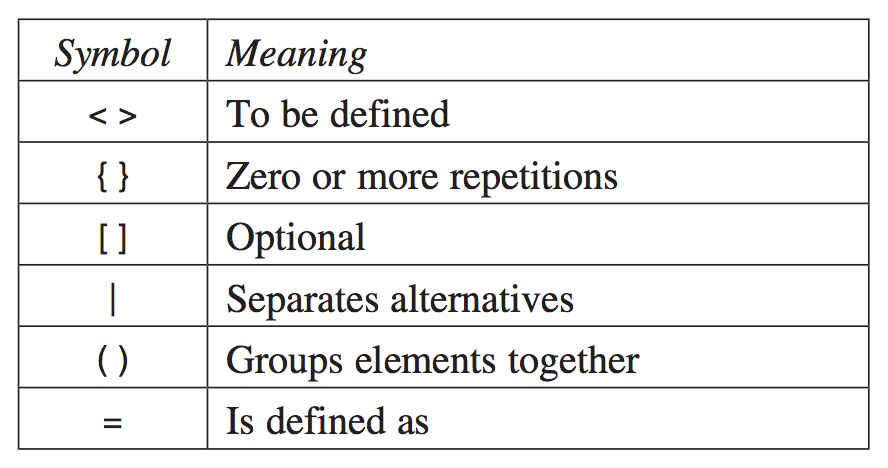 Symbol Meaning
< > To be defined
{ } Zero or more repetitions
[ ] Optional
| Separates alternatives
( ) Groups elements together
= Is defined as